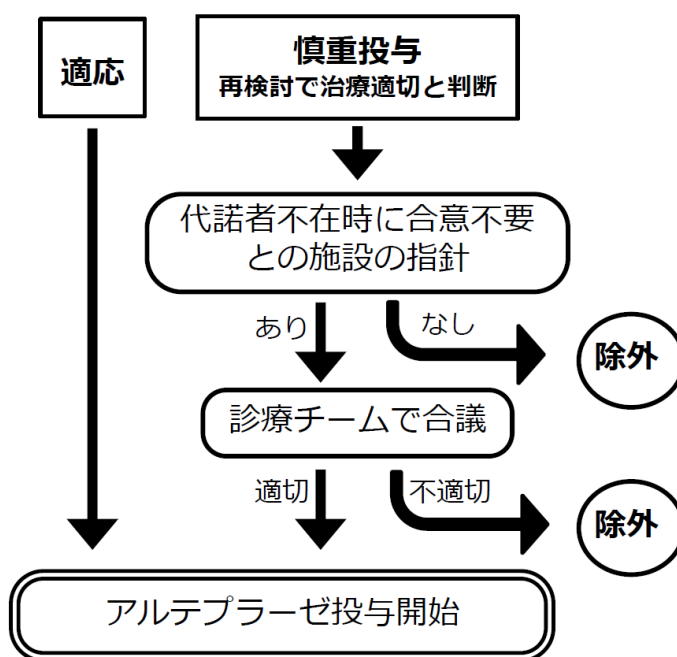 適応
慎重投与
再検討で治療適切と判断
代諾者不在時に合意不要
との施設の指針
あり
なし
除外
診療チームで合議
適切
不適切
除外
アルテプラーゼ投与開始